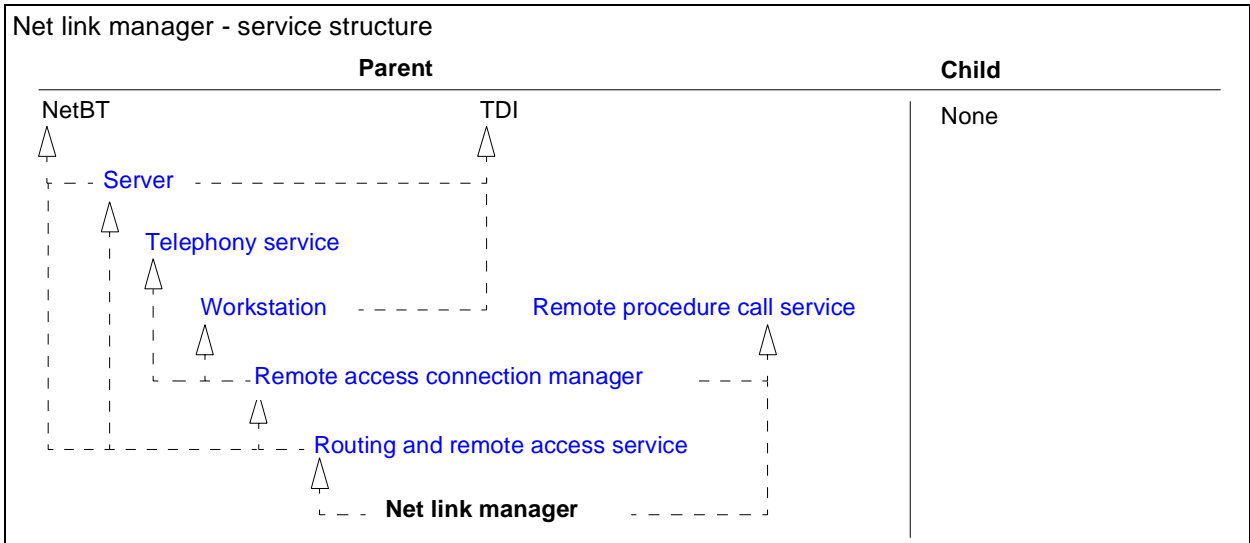 Net link manager - service structure
Parent Child
NetBT TDI None
Server
Telephony service
Workstation Remote procedure call service
Remote access connection manager
Routing and remote access service
Net link manager